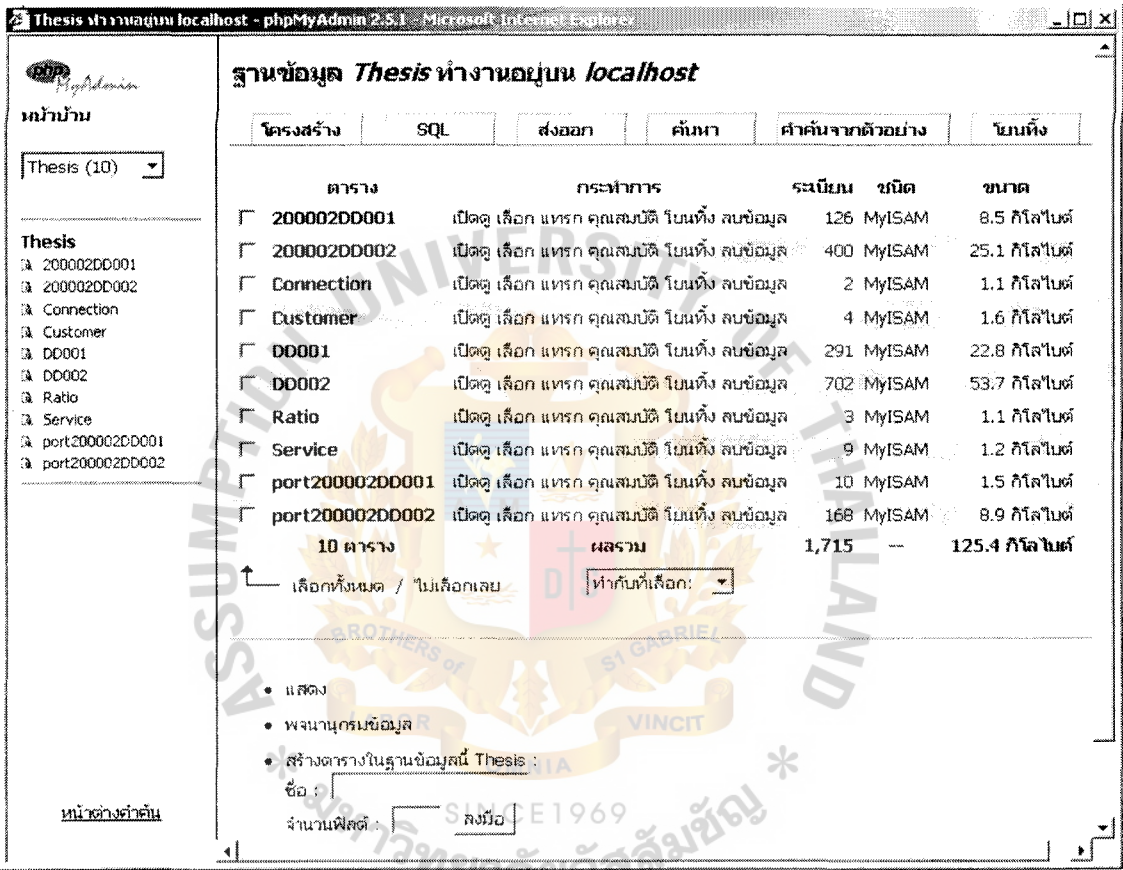 Thesis ทำงานอยู่บน localhost - phpMyAdmin 2.5.1 - Microsoft Internet Explorer
php
MyAdmin
หน้าบ้าน
Thesis (10)
Thesis
200002DD001
200002DD002
Connection
Customer
DD001
DD002
Ratio
Service
port200002DD001
port200002DD002
หน้าต่างคำค้น
ฐานข้อมูล Thesis ทำงานอยู่บน localhost
โครงสร้าง SQL ส่งออก ค้นหา คำค้นจากตัวอย่าง โยนทิ้ง
ตาราง กระทำการ ระเบียน ชนิด ขนาด
200002DD001 เปิดดู เลือก แทรก คุณสมบัติ โยนทิ้ง ลบข้อมูล 126 MyISAM 8.5 กิโลไบต์
200002DD002 เปิดดู เลือก แทรก คุณสมบัติ โยนทิ้ง ลบข้อมูล 400 MyISAM 25.1 กิโลไบต์
Connection เปิดดู เลือก แทรก คุณสมบัติ โยนทิ้ง ลบข้อมูล 2 MyISAM 1.1 กิโลไบต์
Customer เปิดดู เลือก แทรก คุณสมบัติ โยนทิ้ง ลบข้อมูล 4 MyISAM 1.6 กิโลไบต์
DD001 เปิดดู เลือก แทรก คุณสมบัติ โยนทิ้ง ลบข้อมูล 291 MyISAM 22.8 กิโลไบต์
DD002 เปิดดู เลือก แทรก คุณสมบัติ โยนทิ้ง ลบข้อมูล 702 MyISAM 53.7 กิโลไบต์
Ratio เปิดดู เลือก แทรก คุณสมบัติ โยนทิ้ง ลบข้อมูล 3 MyISAM 1.1 กิโลไบต์
Service เปิดดู เลือก แทรก คุณสมบัติ โยนทิ้ง ลบข้อมูล 9 MyISAM 1.2 กิโลไบต์
port200002DD001 เปิดดู เลือก แทรก คุณสมบัติ โยนทิ้ง ลบข้อมูล 10 MyISAM 1.5 กิโลไบต์
port200002DD002 เปิดดู เลือก แทรก คุณสมบัติ โยนทิ้ง ลบข้อมูล 168 MyISAM 8.9 กิโลไบต์
10 ตาราง ผลรวม 1,715 -- 125.4 กิโลไบต์
เลือกทั้งหมด / ไม่เลือกเลย ทำกับที่เลือก:
แสดง
พจนานุกรมข้อมูล
สร้างตารางในฐานข้อมูลนี้ Thesis :
ชื่อ :
จำนวนฟิลด์ : ลงมือ
ASSUMPTION UNIVERSITY OF THAILAND
D S
BROTHERS of ST GABRIEL
LABOR VINCIT
OMNIA
SINCE1969
* มหาวิทยาลัยอัสสัมชัญ *